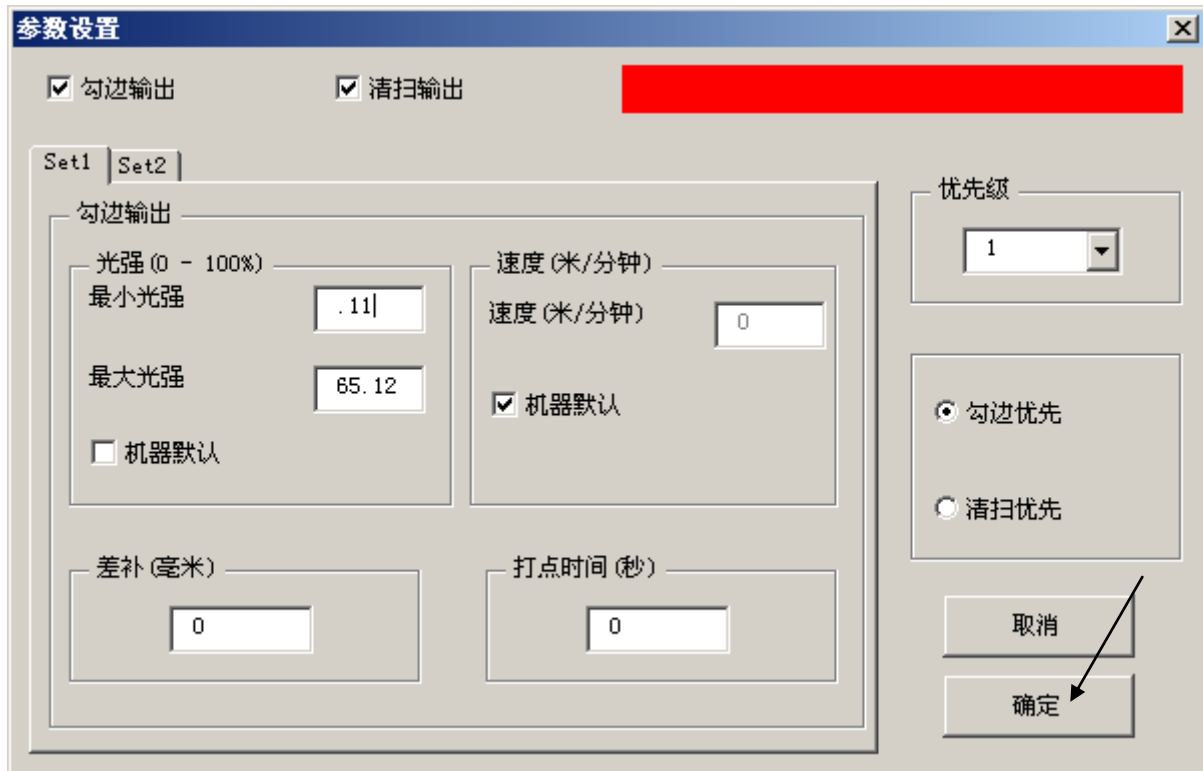 参数设置
勾边输出 清扫输出
Set1 Set2
优先级
1
勾边输出
光强(0 - 100%) 速度(米/分钟)
最小光强 .11 速度(米/分钟) 0
最大光强 65.12 机器默认
机器默认
勾边优先
清扫优先
差补(毫米) 打点时间(秒)
0 0
取消
确定